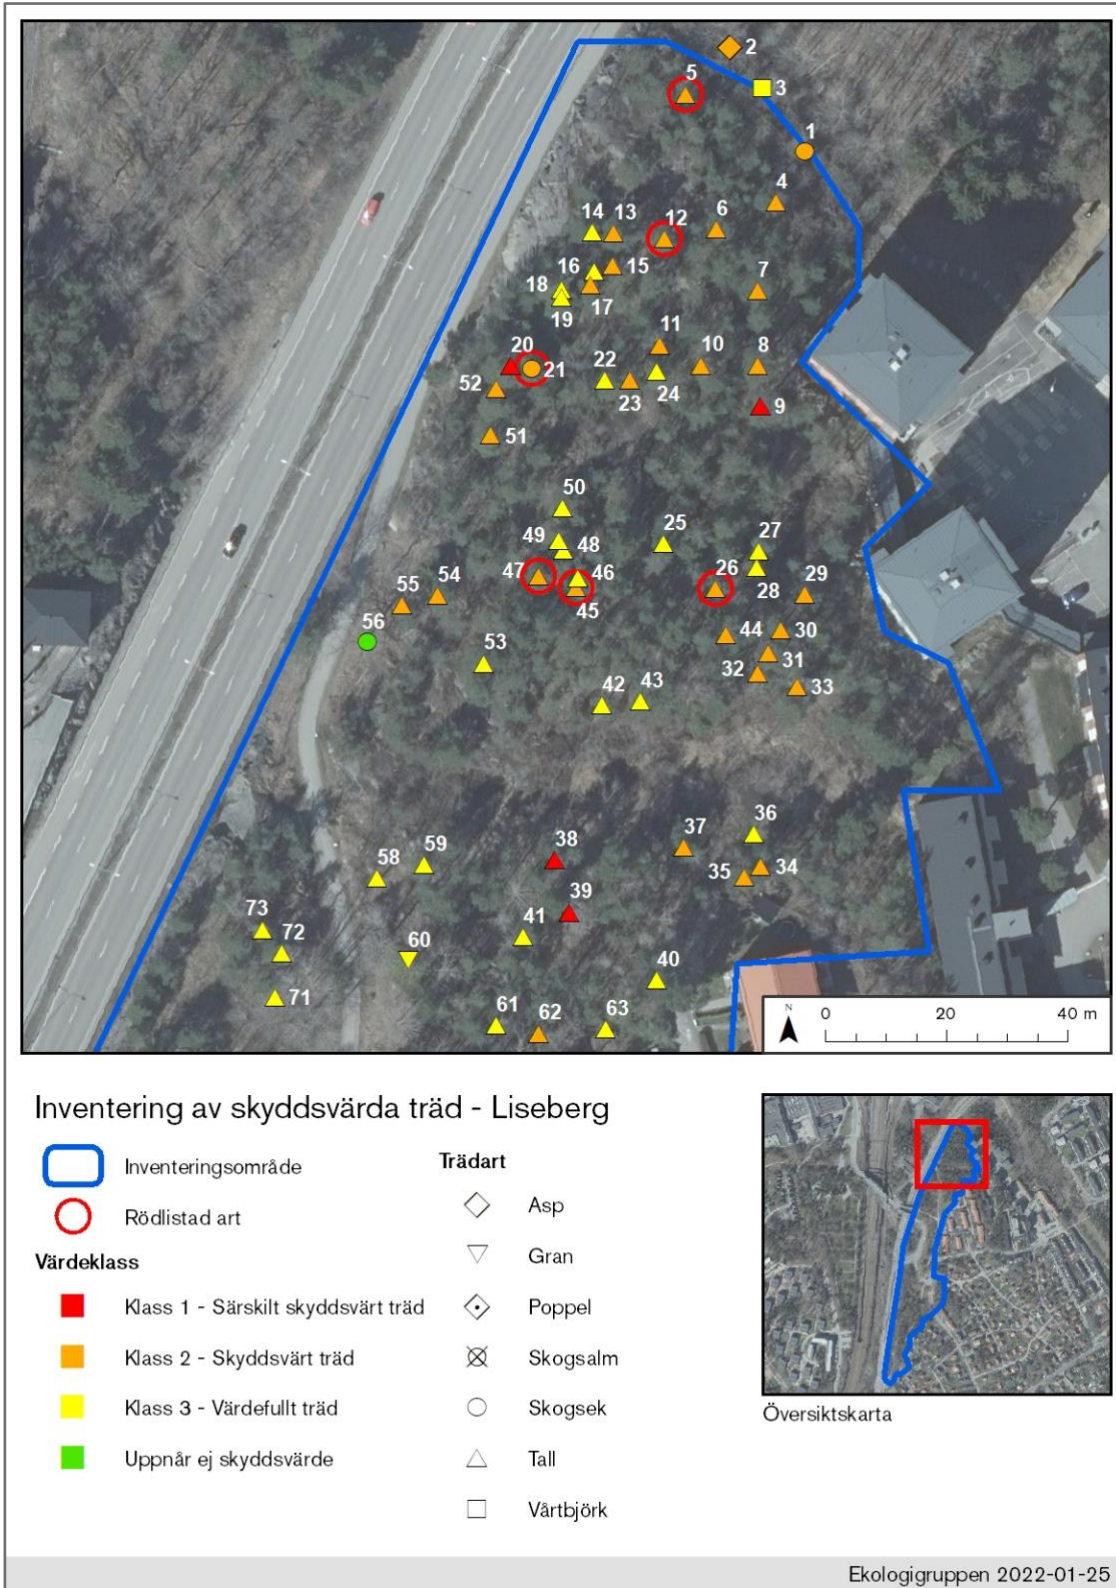 2
5
3
1
4
14 13 12 6
16 15 7
18 17
19 11
20 22 10 8
52 21
23 24 9
51
50
49 48 25 27
47 46 26 28 29
55 54 45
56 44 30
53 31
32 33
42 43
38 37 36
58 59 35 34
39
73 72 41
60 40
71
61 62 63
N
0 20 40 m
Inventering av skyddsvärda träd - Liseberg
Inventeringsområde
Rödlistad art
Värdeklass
Klass 1 - Särskilt skyddsvärt träd
Klass 2 - Skyddsvärt träd
Klass 3 - Värdefullt träd
Uppnår ej skyddsvärde
Trädart
Asp
Gran
Poppel
Skogsalm
Skogsek
Tall
Vårtbjörk
Översiktskarta
Ekologigruppen 2022-01-25